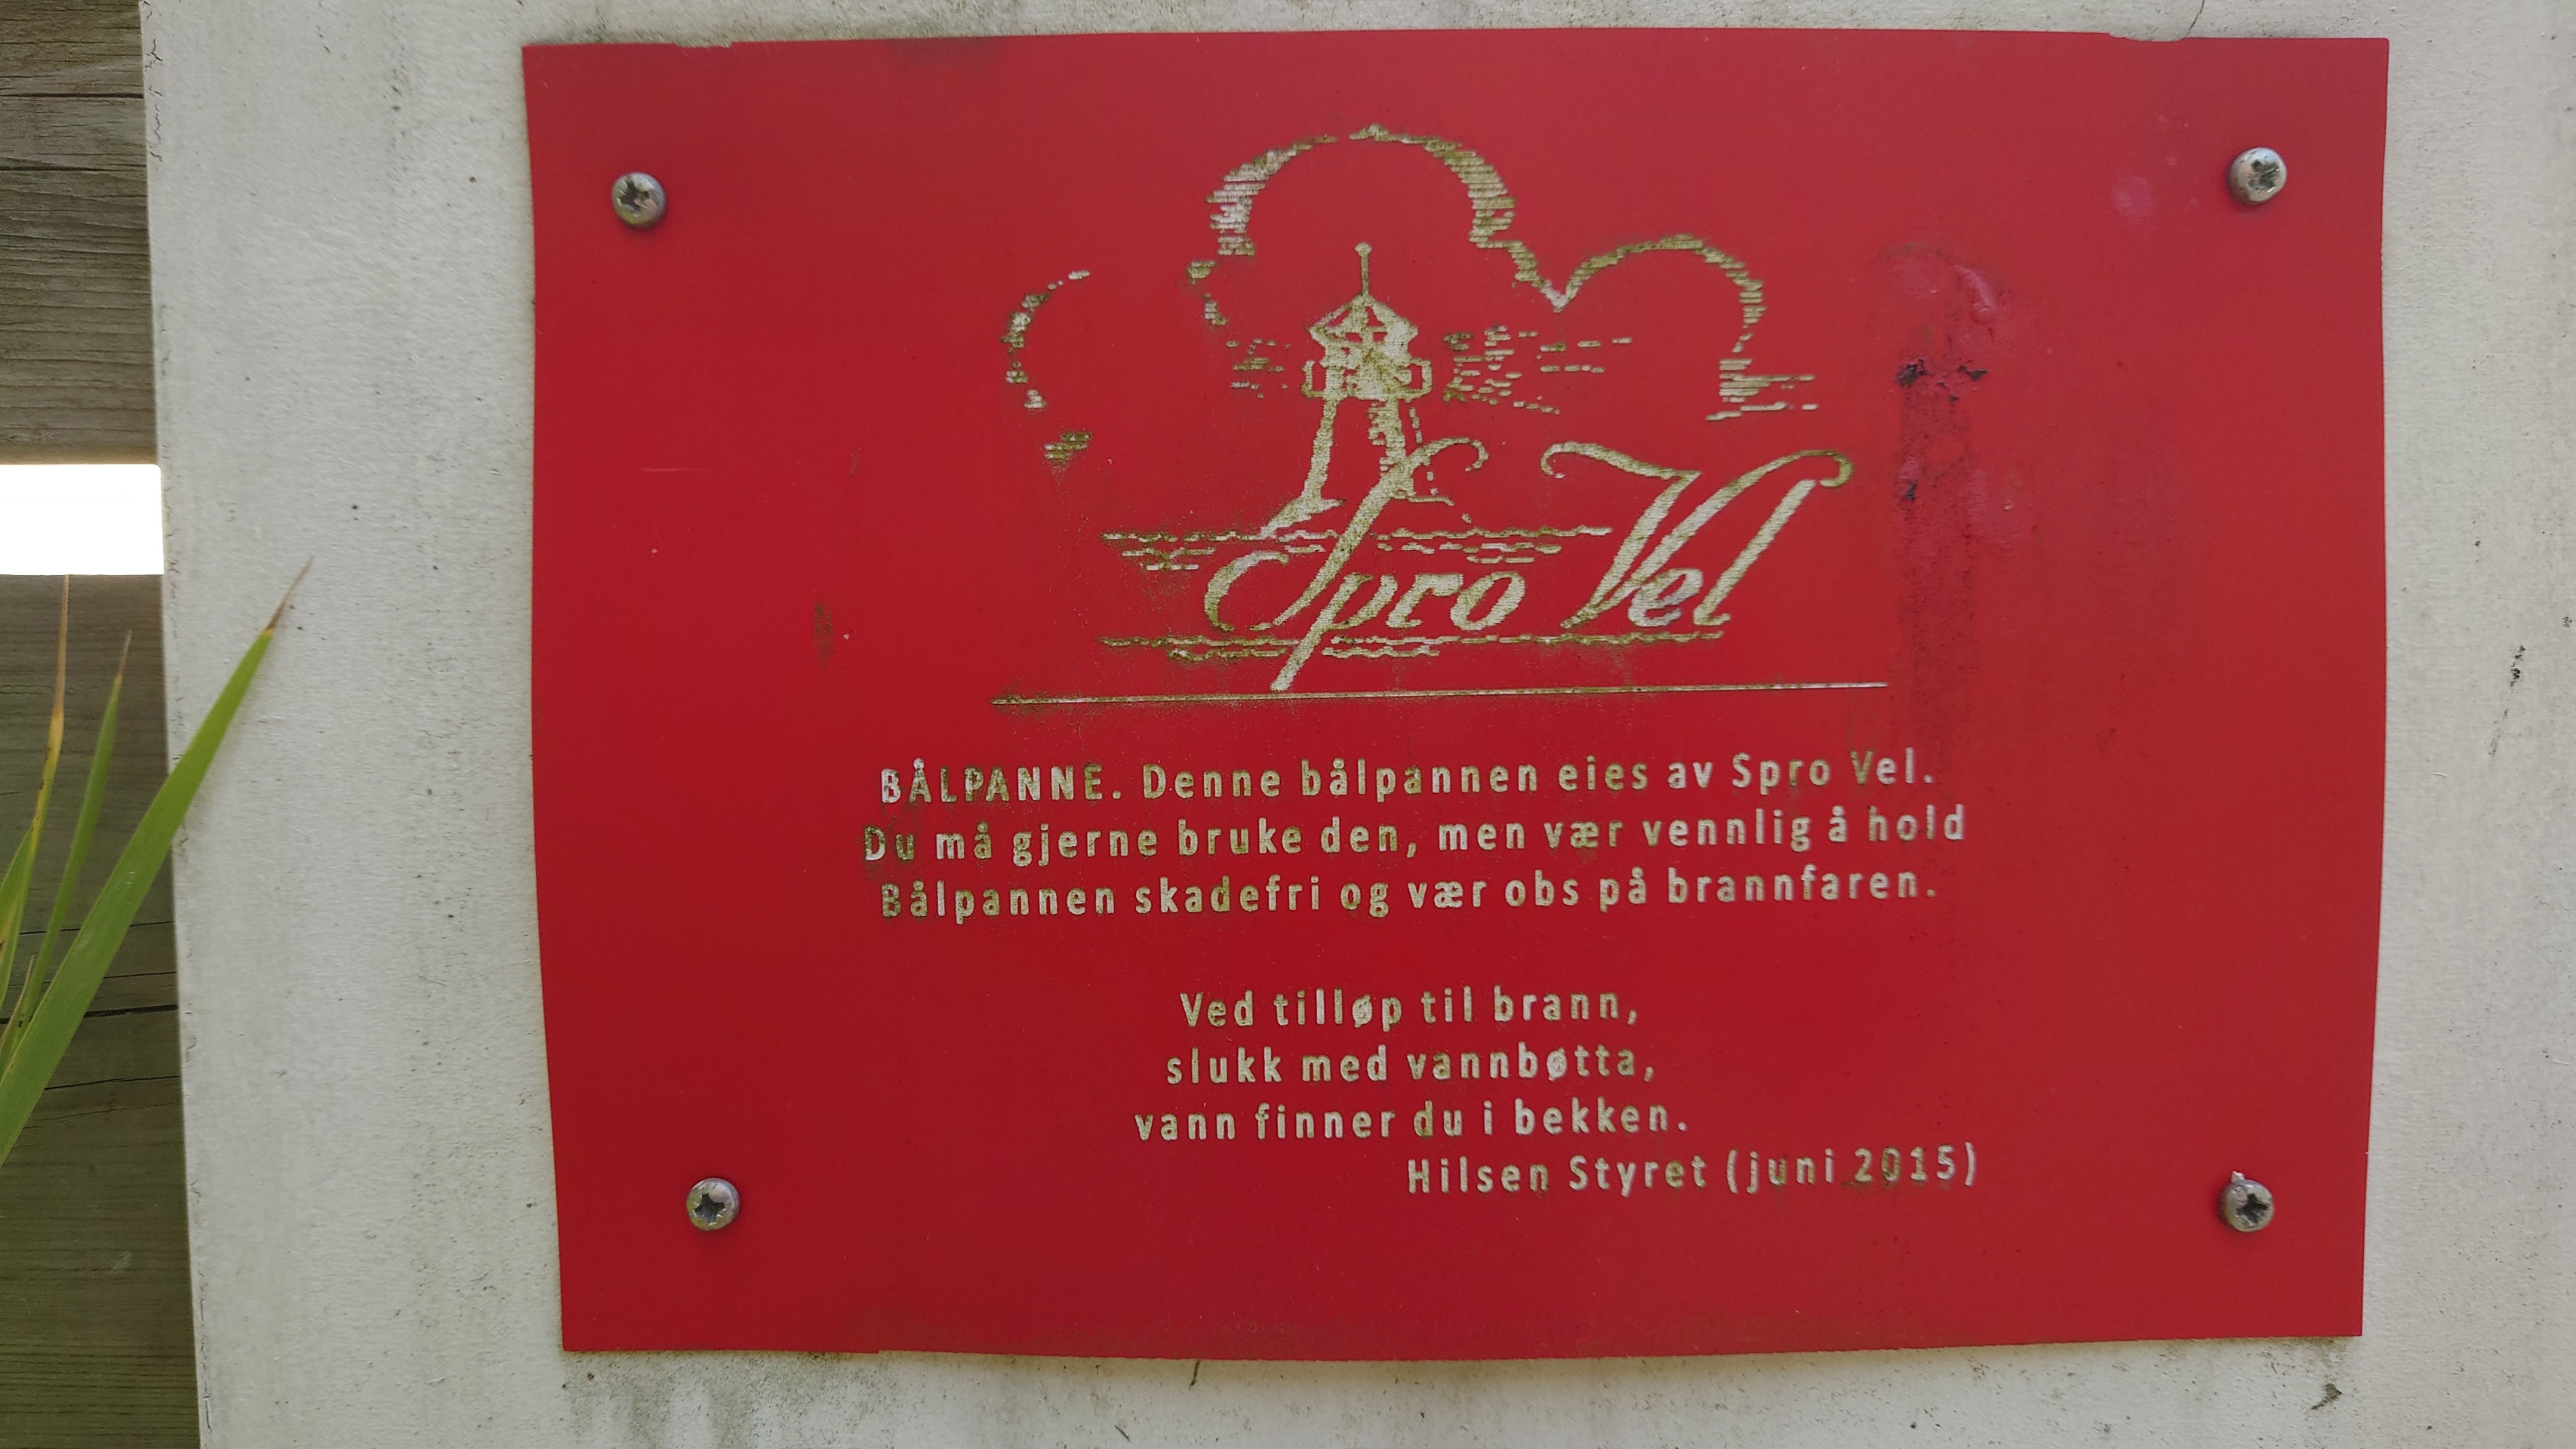 Spro Vel
BÅLPANNE. Denne bålpannen eies av Spro Vel.
Du må gjerne bruke den, men vær vennlig å hold
Bålpannen skadefri og vær obs på brannfaren.
Ved tilløp til brann,
slukk med vannbøtta,
vann finner du i bekken.
Hilsen Styret (juni 2015)